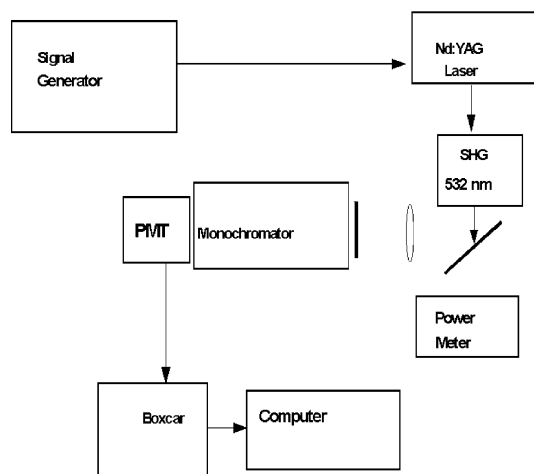 Signal
Generator
Nd:YAG
Laser
SHG
532 nm
PMT
Monochromator
Power
Meter
Boxcar
Computer